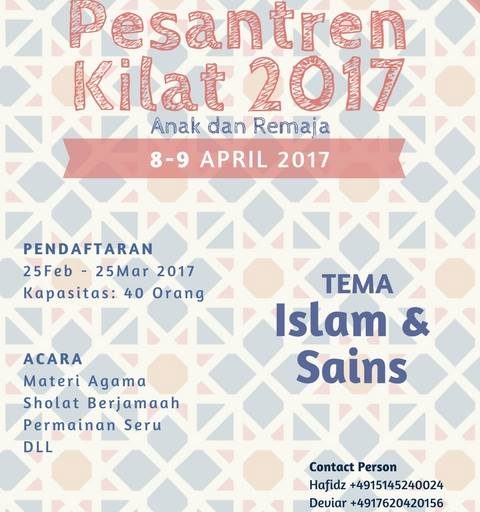 Pesantren
Kilat 2017
Anak dan Remaja
8-9 APRIL 2017
PENDAFTARAN
25Feb - 25Mar 2017
Kapasitas: 40 Orang
TEMA
Islam &
Sains
ACARA
Materi Agama
Sholat Berjamaah
Permainan Seru
DLL
Contact Person
Hafidz +4915145240024
Deviar +4917620420156